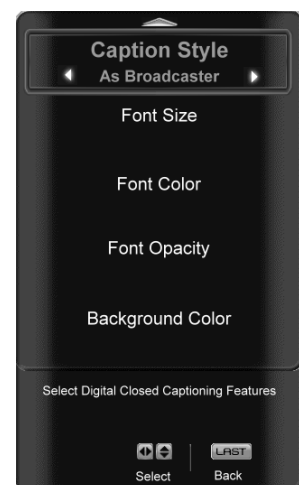 Caption Style
As Broadcaster
Font Size
Font Color
Font Opacity
Background Color
Select Digital Closed Captioning Features
LAST
Select Back